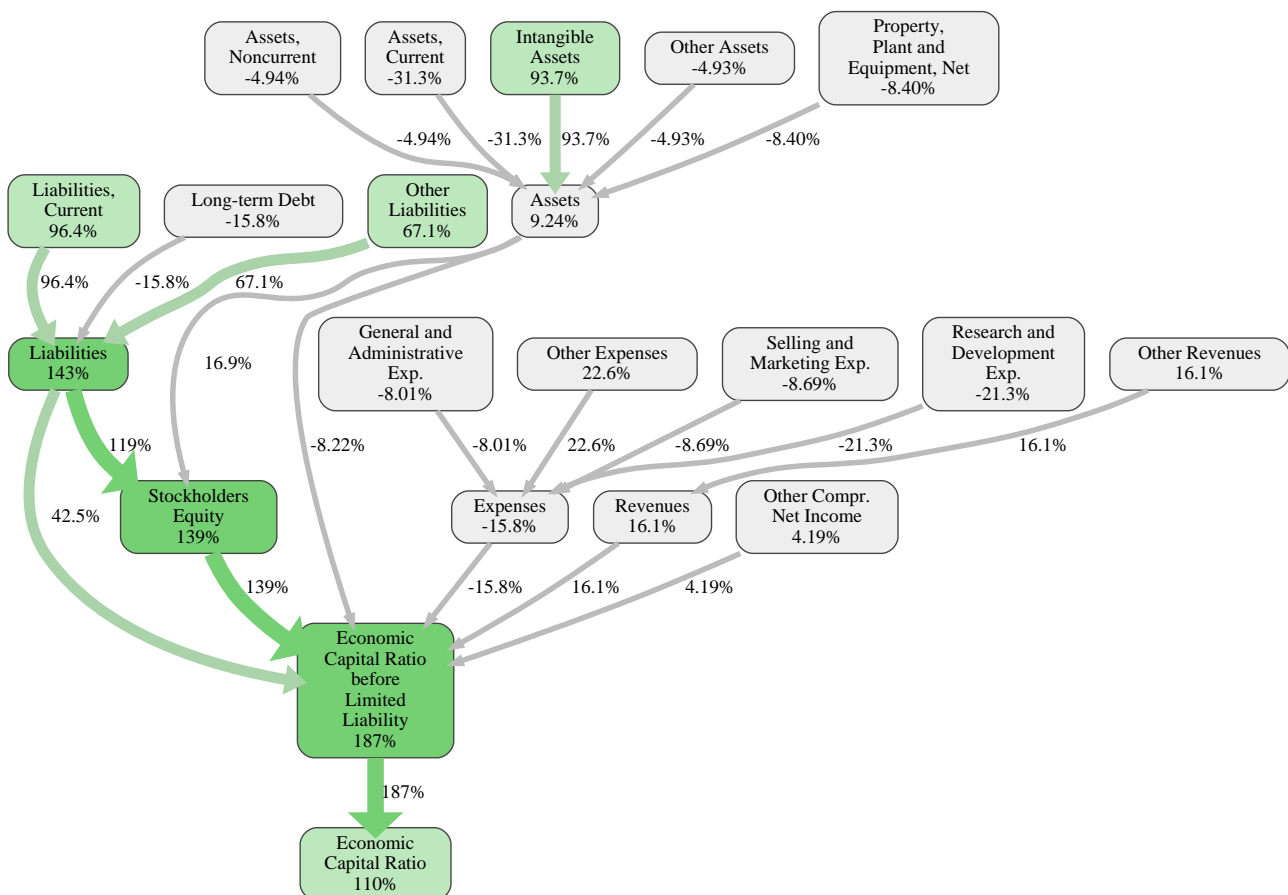 Assets,
Noncurrent
-4.94%
Assets,
Current
-31.3%
Intangible
Assets
93.7%
Other Assets
-4.93%
Property,
Plant and
Equipment, Net
-8.40%
-4.94%
-31.3%
93.7%
-4.93%
-8.40%
Liabilities,
Current
96.4%
Long-term Debt
-15.8%
Other
Liabilities
67.1%
Assets
9.24%
96.4%
-15.8%
67.1%
Liabilities
143%
16.9%
General and
Administrative
Exp.
-8.01%
Other Expenses
22.6%
Selling and
Marketing Exp.
-8.69%
Research and
Development
Exp.
-21.3%
Other Revenues
16.1%
119%
-8.22%
-8.01%
22.6%
-8.69%
-21.3%
16.1%
42.5%
Stockholders
Equity
139%
Expenses
-15.8%
Revenues
16.1%
Other Compr.
Net Income
4.19%
139%
-15.8%
16.1%
4.19%
Economic
Capital Ratio
before
Limited
Liability
187%
187%
Economic
Capital Ratio
110%